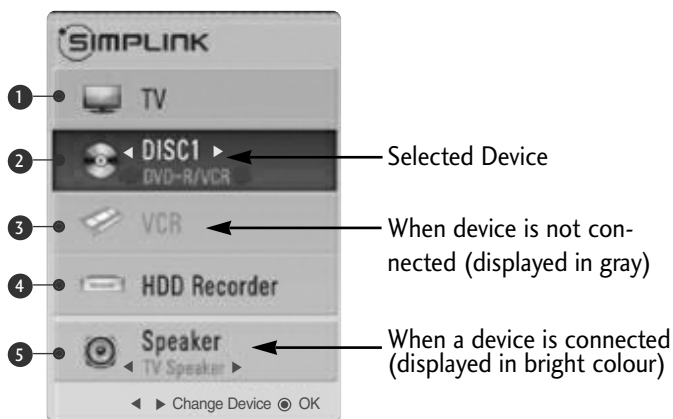 SIMPLINK
1 TV
2 ◄ DISC1 ► Selected Device
DVD-R/VCR
3 VCR When device is not con-
nected (displayed in gray)
4 HDD Recorder
5 Speaker When a device is connected
◄ TV Speaker ► (displayed in bright colour)
◄ ► Change Device ◉ OK